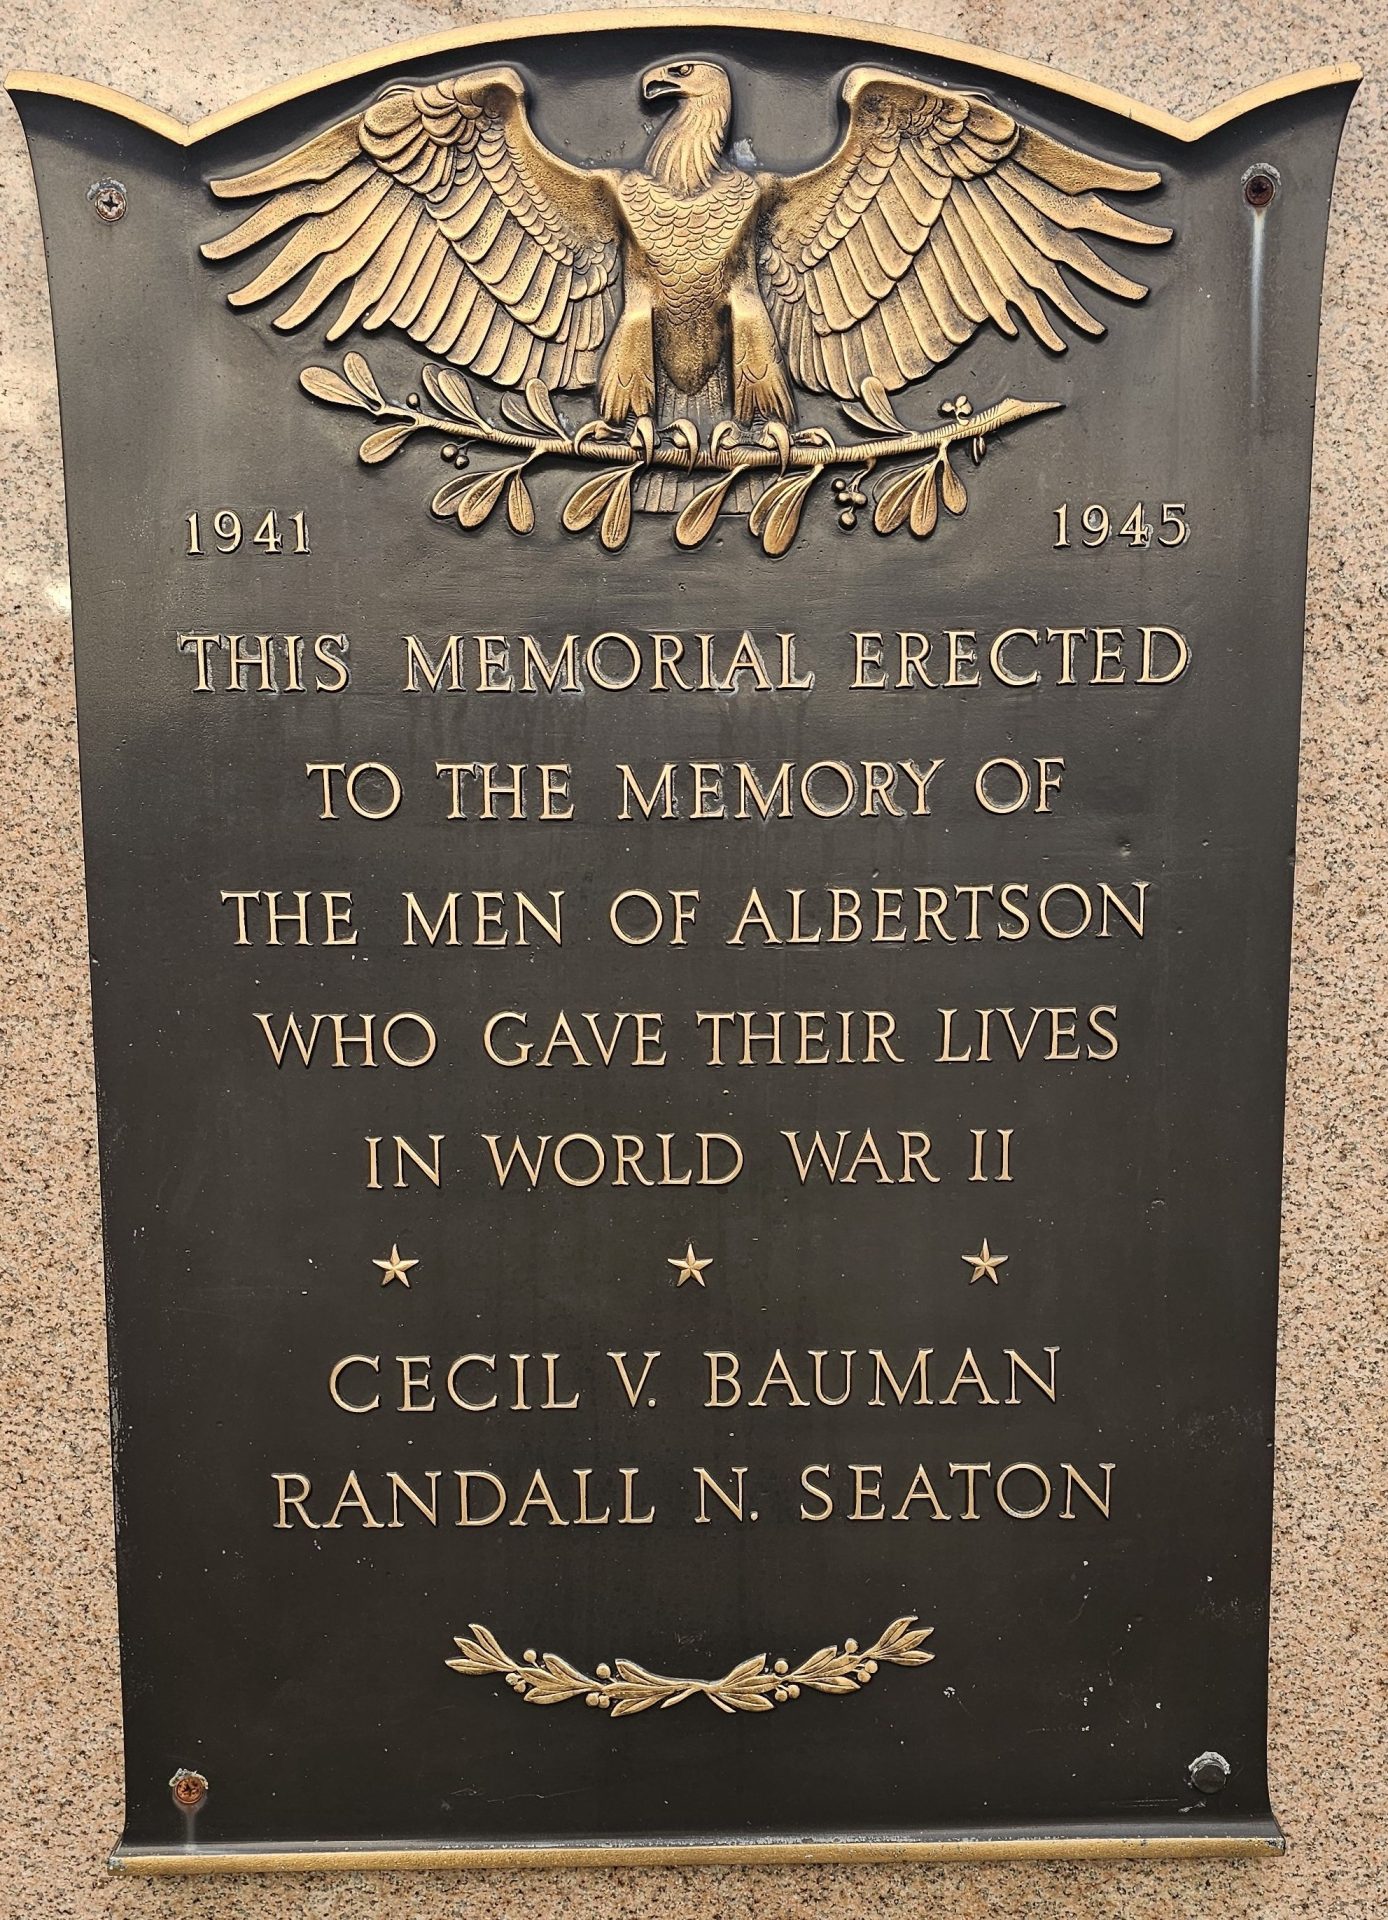 1941 1945
THIS MEMORIAL ERECTED
TO THE MEMORY OF
THE MEN OF ALBERTSON
WHO GAVE THEIR LIVES
IN WORLD WAR II
CECIL V. BAUMAN
RANDALL N. SEATON